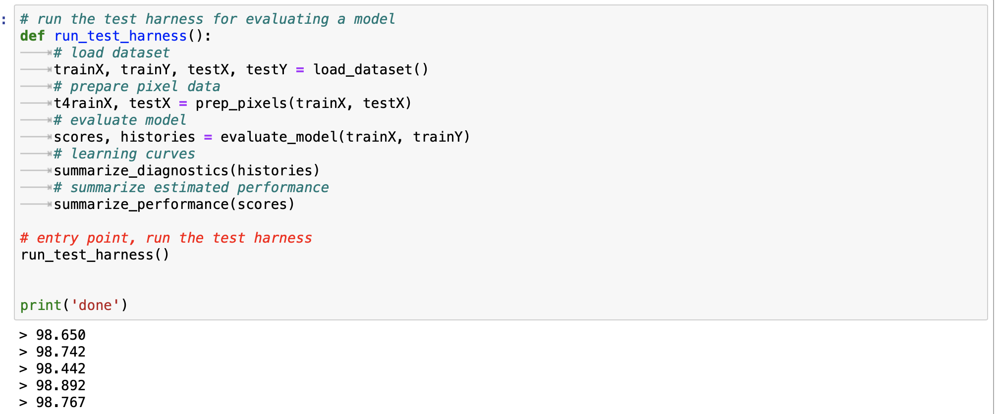 :
# run the test harness for evaluating a model
def run_test_harness():
# load dataset
trainX, trainY, testX, testY = load_dataset()
# prepare pixel data
t4rainX, testX = prep_pixels(trainX, testX)
# evaluate model
scores, histories = evaluate_model(trainX, trainY)
# learning curves
summarize_diagnostics(histories)
# summarize estimated performance
summarize_performance(scores)
# entry point, run the test harness
run_test_harness()
print('done')
> 98.650
> 98.742
> 98.442
> 98.892
> 98.767